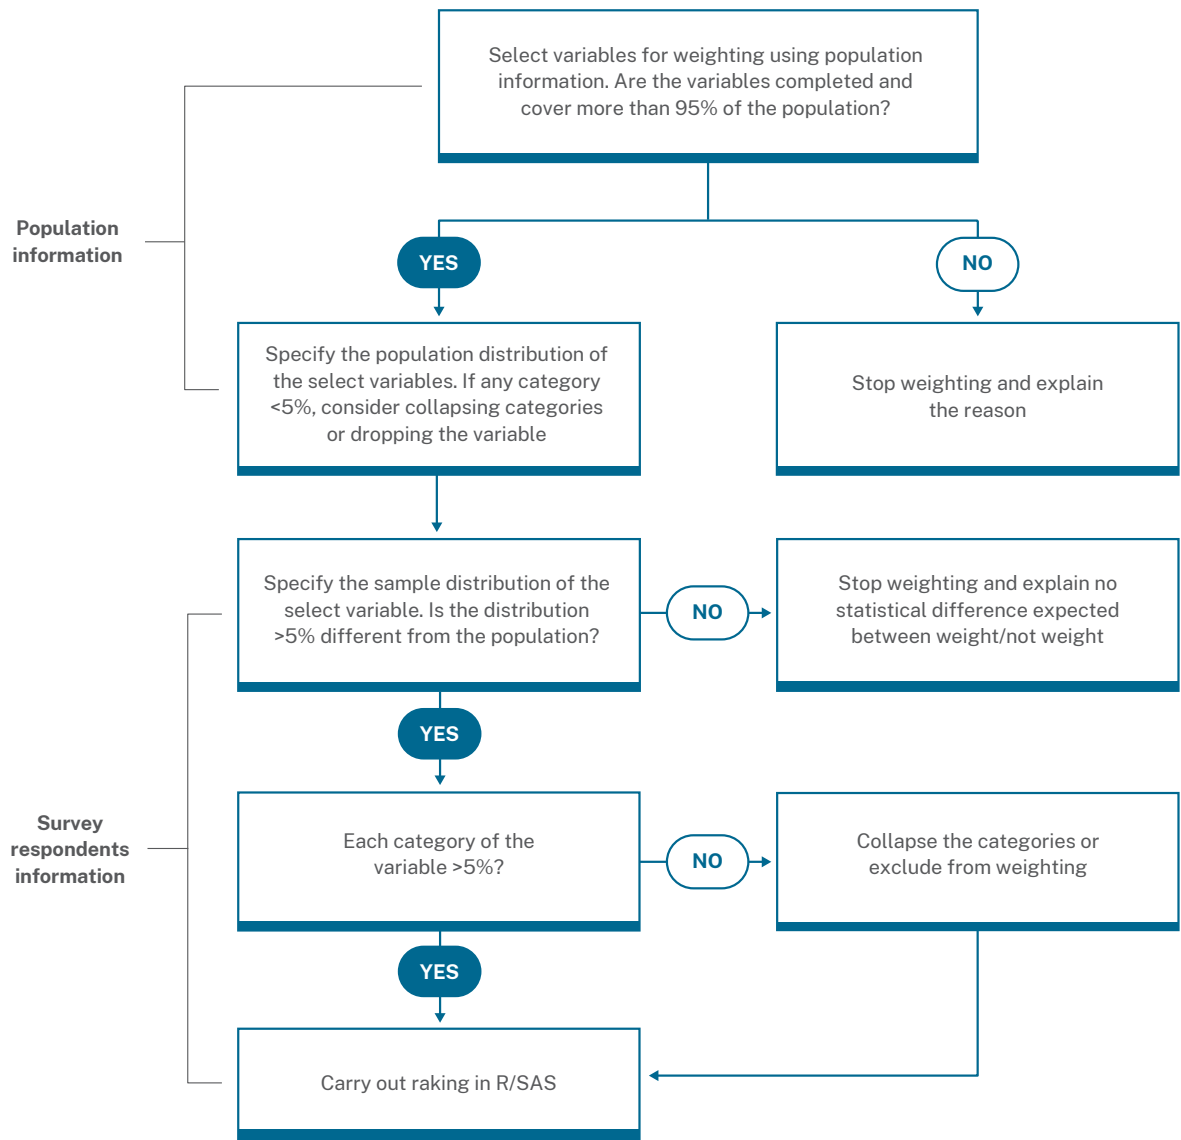 Select variables for weighting using population
information. Are the variables completed and
cover more than 95% of the population?
Population
information
YES
NO
Specify the population distribution of
the select variables. If any category
<5%, consider collapsing categories
or dropping the variable
Stop weighting and explain
the reason
Specify the sample distribution of the
select variable. Is the distribution
>5% different from the population?
NO
Stop weighting and explain no
statistical difference expected
between weight/not weight
YES
Survey
respondents
information
Each category of the
variable >5%?
NO
Collapse the categories or
exclude from weighting
YES
Carry out raking in R/SAS